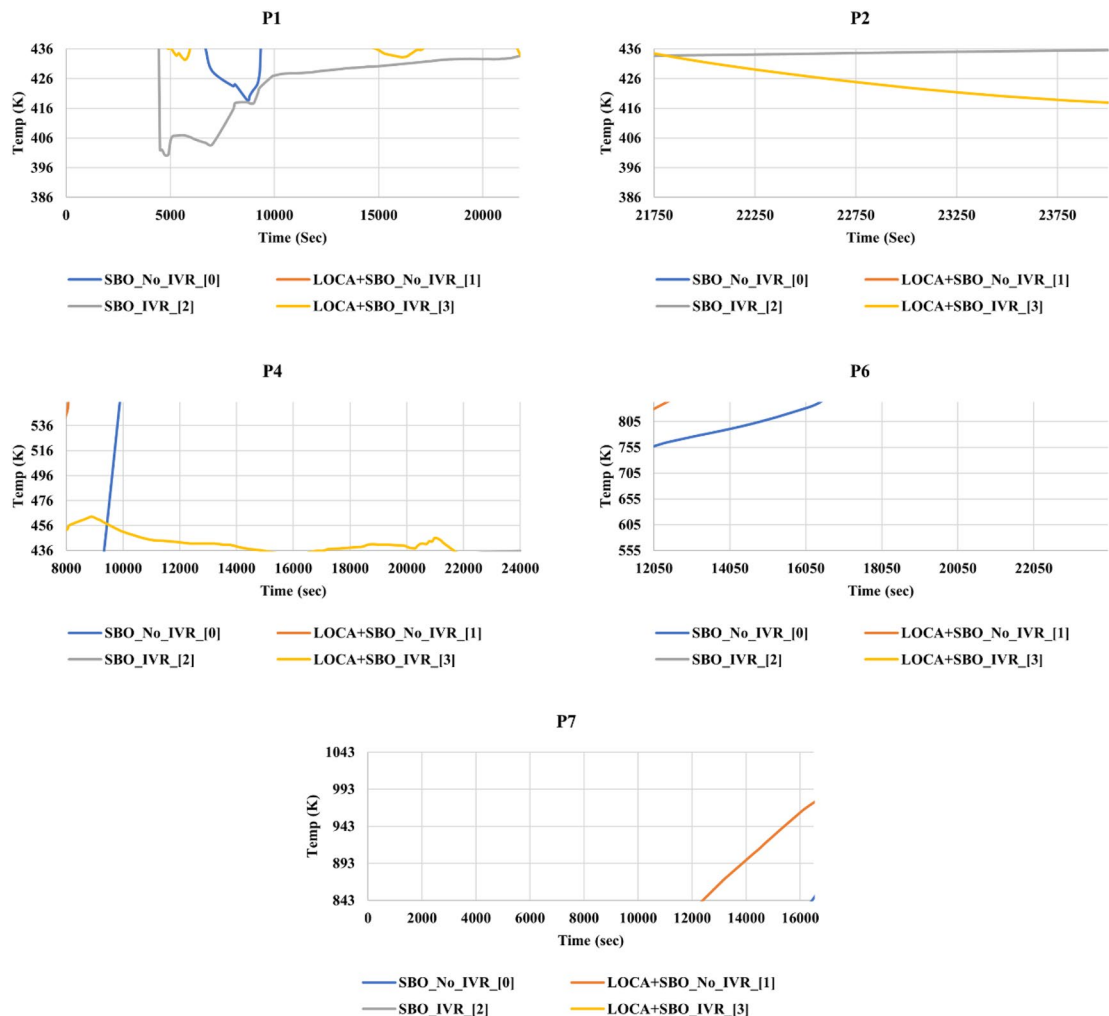 P1
436
426
416
406
396
386
Temp (K)
0 5000 10000 15000 20000
Time (Sec)
SBO_No_IVR_[0] LOCA+SBO_No_IVR_[1]
SBO_IVR_[2] LOCA+SBO_IVR_[3]
P2
436
426
416
406
396
386
Temp (K)
21750 22250 22750 23250 23750
Time (Sec)
SBO_No_IVR_[0] LOCA+SBO_No_IVR_[1]
SBO_IVR_[2] LOCA+SBO_IVR_[3]
P4
536
516
496
476
456
436
Temp (K)
8000 10000 12000 14000 16000 18000 20000 22000 24000
Time (sec)
SBO_No_IVR_[0] LOCA+SBO_No_IVR_[1]
SBO_IVR_[2] LOCA+SBO_IVR_[3]
P6
805
755
705
655
605
555
Temp (K)
12050 14050 16050 18050 20050 22050
Time (sec)
SBO_No_IVR_[0] LOCA+SBO_No_IVR_[1]
SBO_IVR_[2] LOCA+SBO_IVR_[3]
P7
1043
993
943
893
843
Temp (K)
0 2000 4000 6000 8000 10000 12000 14000 16000
Time (sec)
SBO_No_IVR_[0] LOCA+SBO_No_IVR_[1]
SBO_IVR_[2] LOCA+SBO_IVR_[3]